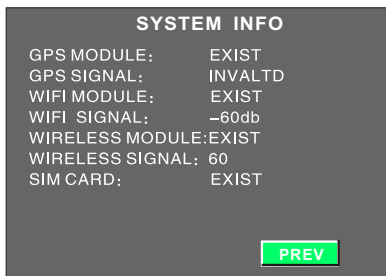 SYSTEM INFO
GPS MODULE： EXIST
GPS SIGNAL： INVALTD
WIFI MODULE： EXIST
WIFI SIGNAL： –60db
WIRELESS MODULE:EXIST
WIRELESS SIGNAL：60
SIM CARD： EXIST
PREV